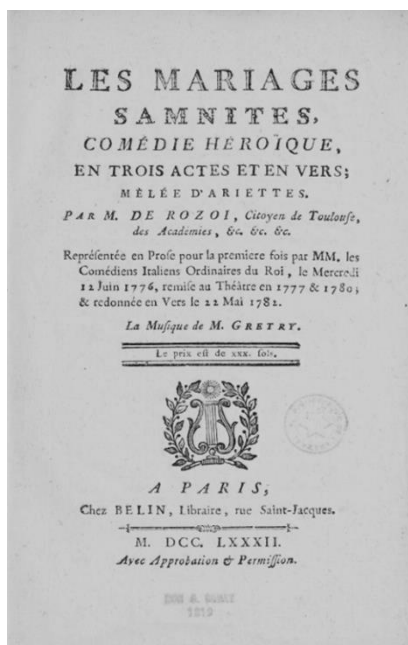 LES MARIAGES
SAMNITES,
COMÉDIE HÉROÏQUE,
EN TROIS ACTES ET EN VERS;
MÊLÉE D'ARIETTES.
PAR M. DE ROZOI, Citoyen de Toulouſe,
des Academies, &c. &c. &c.
Repréſentée en Proſe pour la premiere fois par MM. les
Comédiens Italiens Ordinaires du Roi, le Mercredi
12 Juin 1776, remiſe au Théâtre en 1777 & 1780;
& redonnée en Vers le 22 Mai 1782.
La Muſique de M. GRETRY.
Le prix eſt de xxx. ſols.
A PARIS,
Chez BELIN, Libraire, rue Saint-Jacques.
M. DCC. LXXXII.
Avec Approbation & Permiſſion.